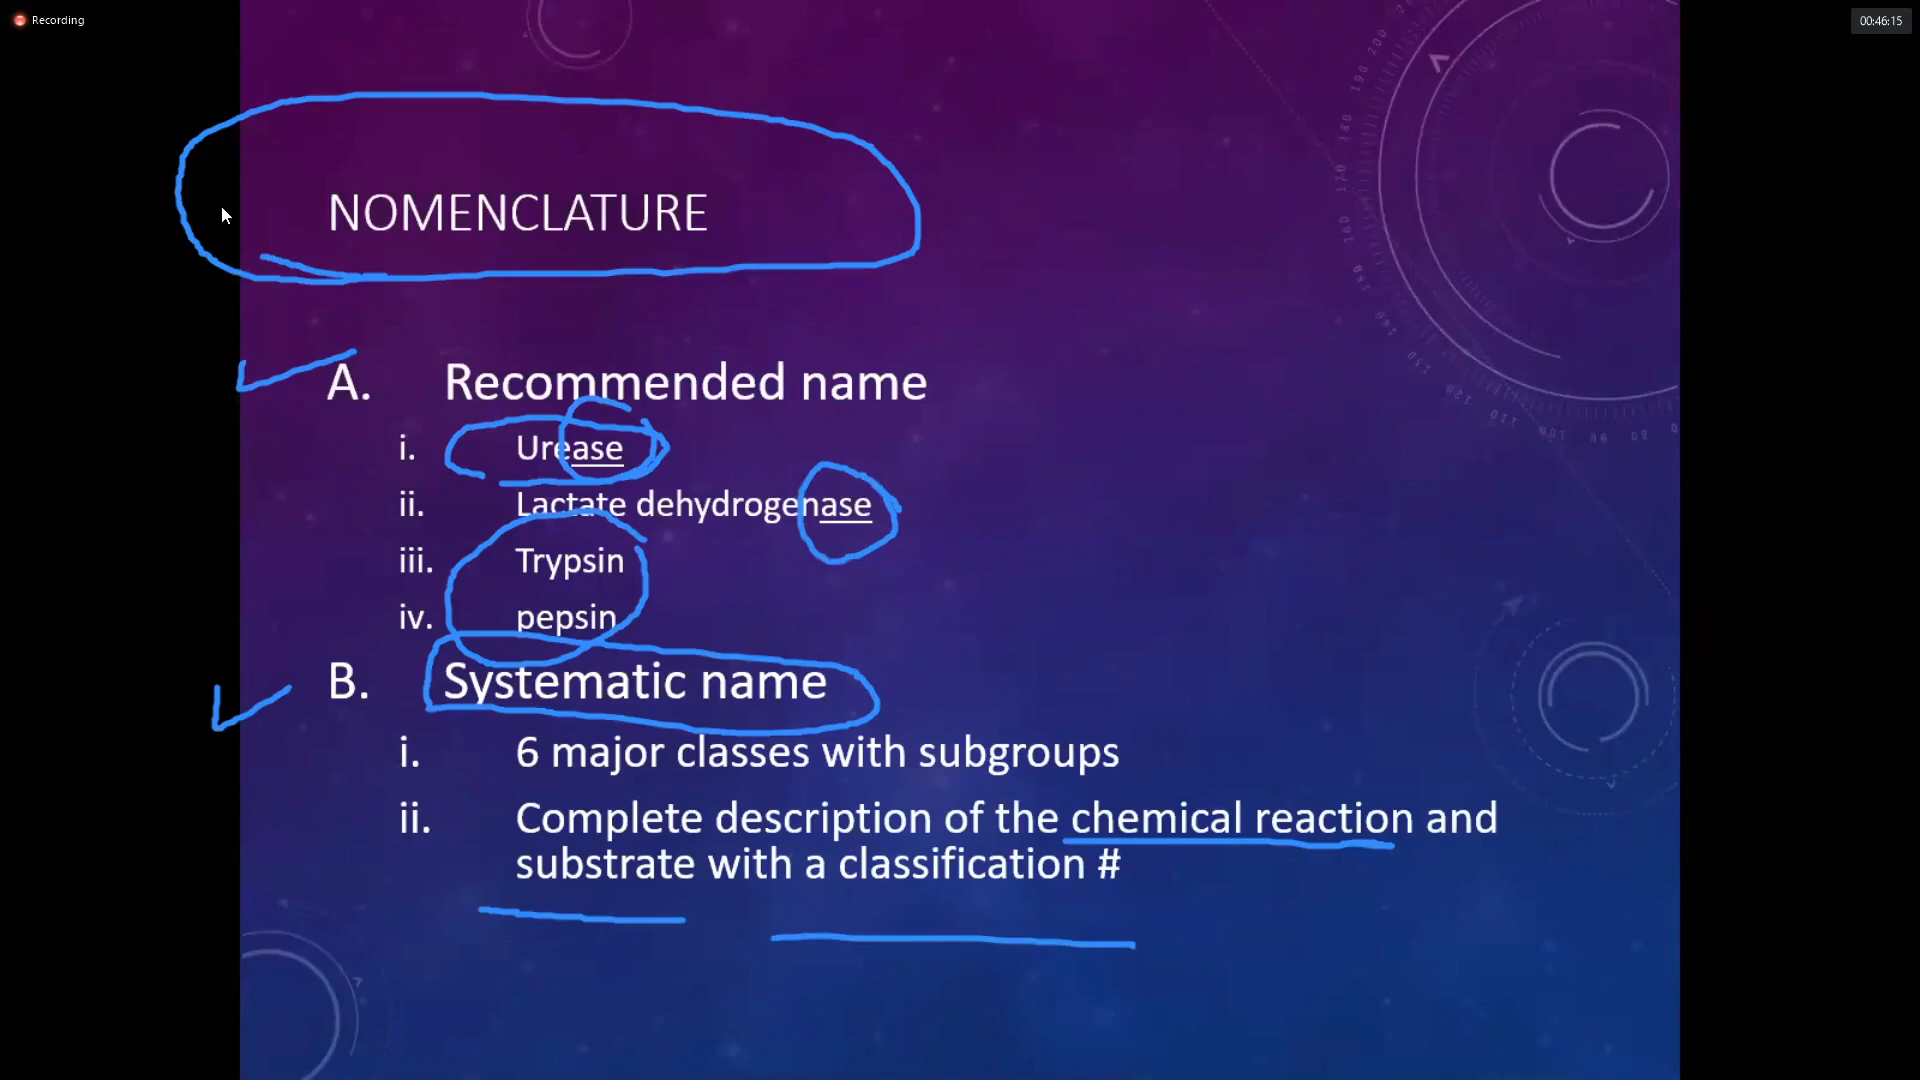 Recording
00:46:15
NOMENCLATURE
A. Recommended name
i. Urease
ii. Lactate dehydrogenase
iii. Trypsin
iv. pepsin
B. Systematic name
i. 6 major classes with subgroups
ii. Complete description of the chemical reaction and
substrate with a classification #